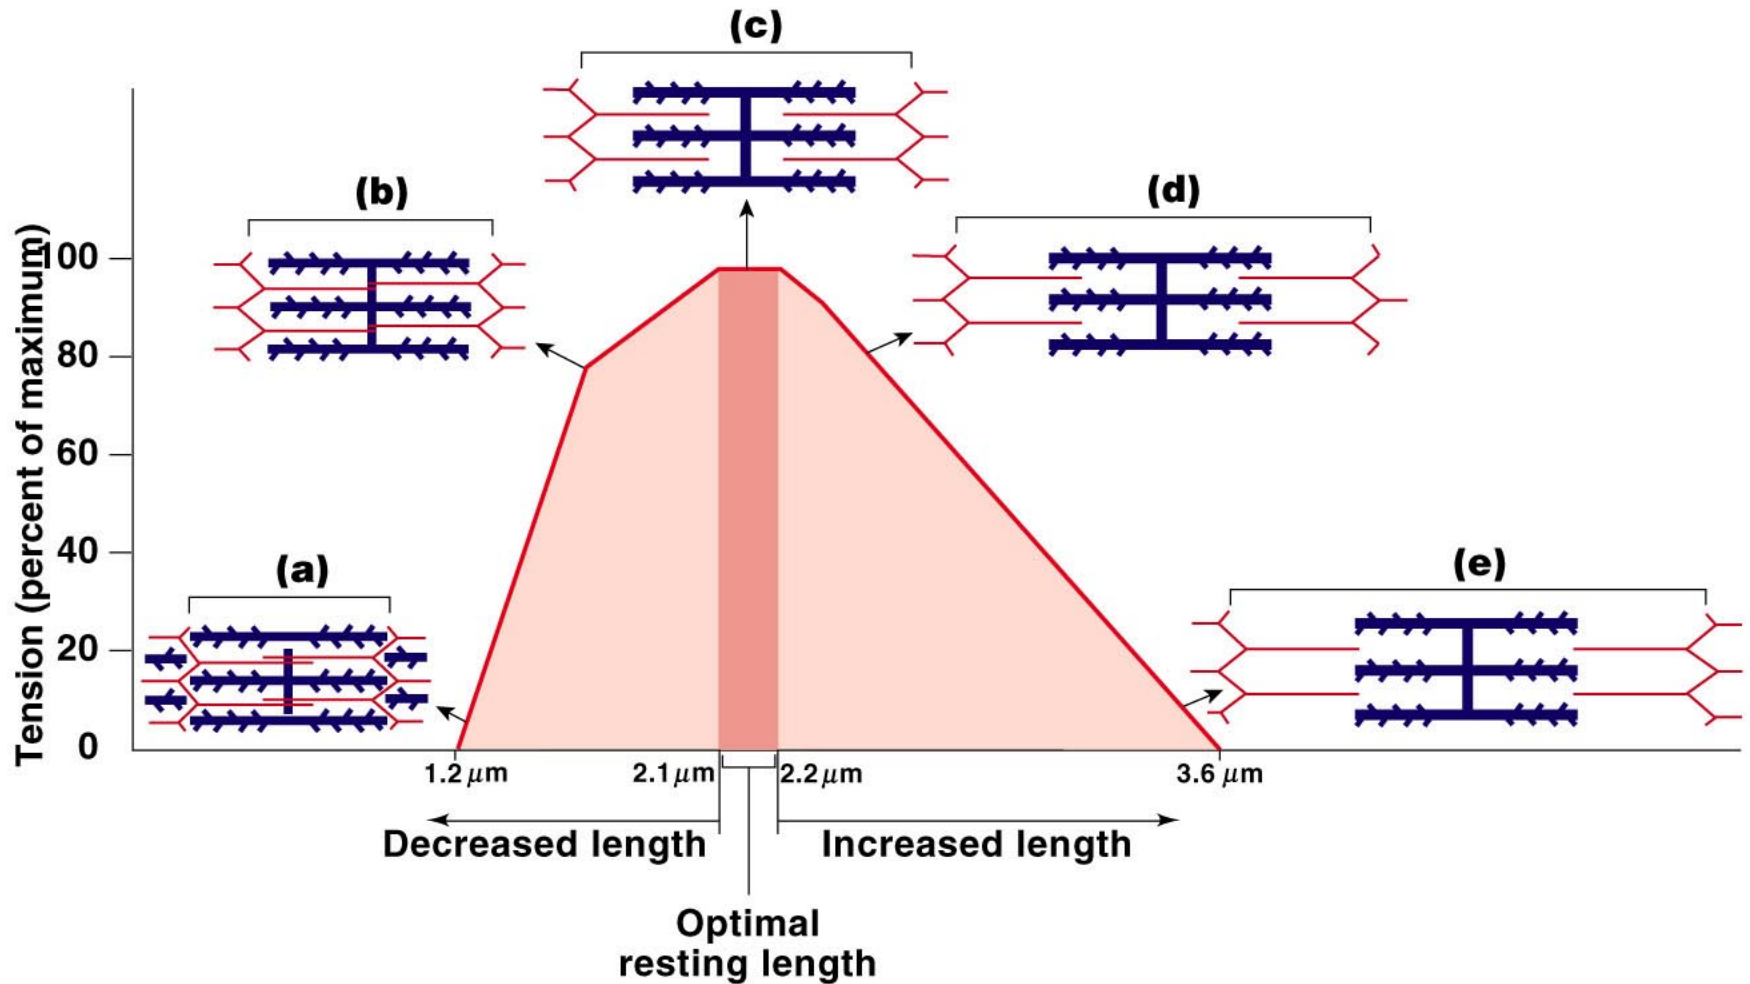 (c)
(b)
(d)
Tension (percent of maximum)
100
80
60
40
20
0
(a)
(e)
1.2 μm
2.1 μm
2.2 μm
3.6 μm
Decreased length
Increased length
Optimal
resting length